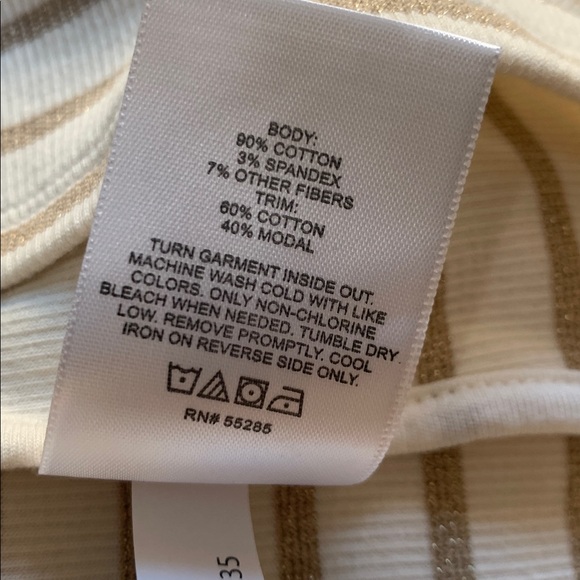 BODY:
90% COTTON
3% SPANDEX
7% OTHER FIBERS
TRIM:
60% COTTON
40% MODAL
TURN GARMENT INSIDE OUT.
MACHINE WASH COLD WITH LIKE
COLORS. ONLY NON-CHLORINE
BLEACH WHEN NEEDED. TUMBLE DRY
LOW. REMOVE PROMPTLY. COOL
IRON ON REVERSE SIDE ONLY.
RN# 55285
35